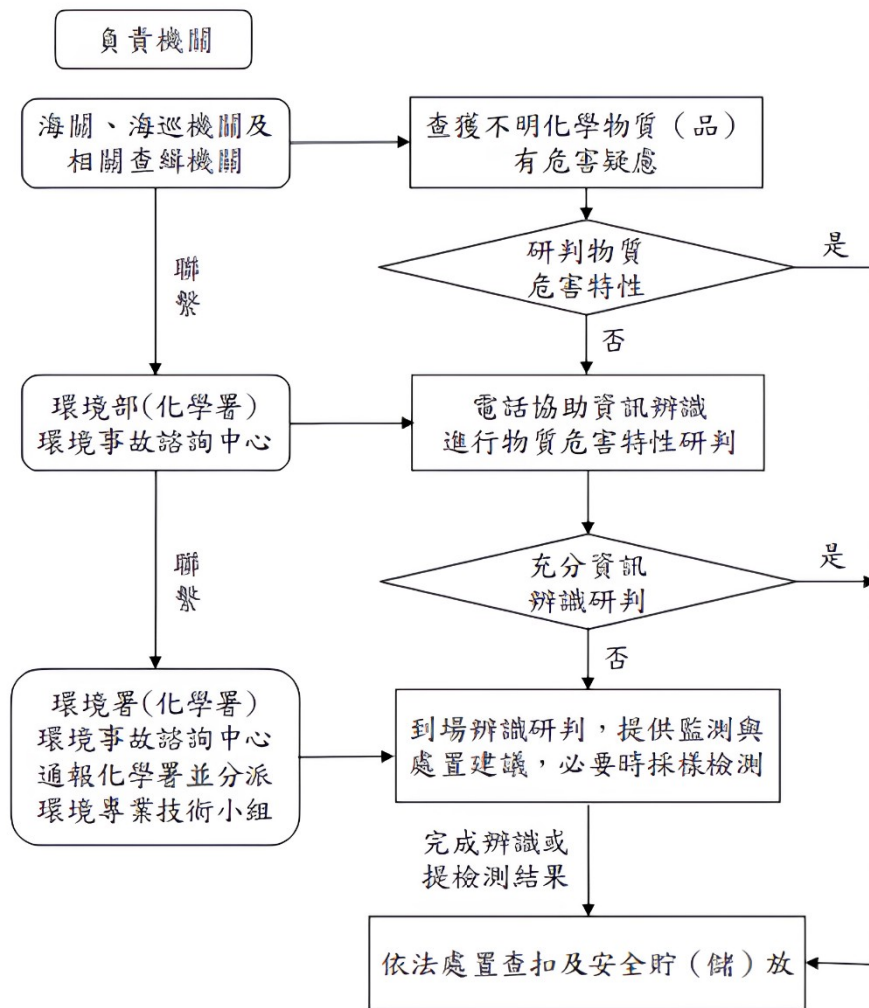 負責機關
海關、海巡機關及
相關查緝機關
查獲不明化學物質（品）
有危害疑慮
研判物質
危害特性
是
聯
繫
否
環境部(化學署)
環境事故諮詢中心
電話協助資訊辨識
進行物質危害特性研判
聯
繫
充分資訊
辨識研判
是
否
環境署(化學署)
環境事故諮詢中心
通報化學署並分派
環境專業技術小組
到場辨識研判，提供監測與
處置建議，必要時採樣檢測
完成辨識或
提檢測結果
依法處置查扣及安全貯（儲）放